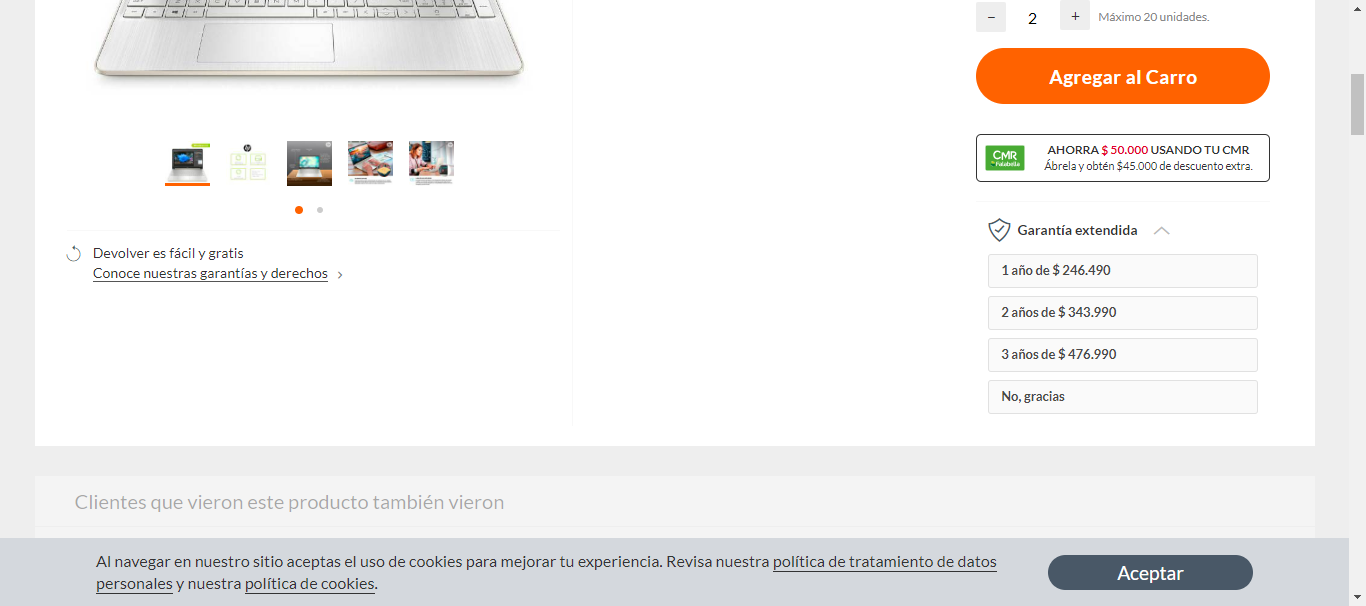 − 2 + Máximo 20 unidades.
Agregar al Carro
CMR
Falabella
AHORRA $ 50.000 USANDO TU CMR
Ábrela y obtén $45.000 de descuento extra.
Devolver es fácil y gratis
Conoce nuestras garantías y derechos >
Garantía extendida
1 año de $ 246.490
2 años de $ 343.990
3 años de $ 476.990
No, gracias
Clientes que vieron este producto también vieron
Al navegar en nuestro sitio aceptas el uso de cookies para mejorar tu experiencia. Revisa nuestra política de tratamiento de datos
personales y nuestra política de cookies.
Aceptar